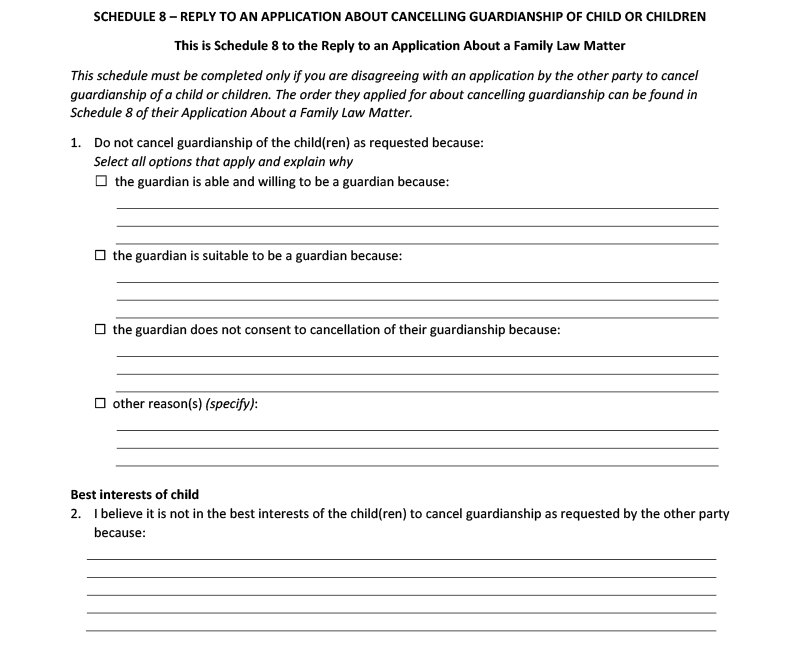 SCHEDULE 8 – REPLY TO AN APPLICATION ABOUT CANCELLING GUARDIANSHIP OF CHILD OR CHILDREN
This is Schedule 8 to the Reply to an Application About a Family Law Matter
This schedule must be completed only if you are disagreeing with an application by the other party to cancel
guardianship of a child or children. The order they applied for about cancelling guardianship can be found in
Schedule 8 of their Application About a Family Law Matter.
1. Do not cancel guardianship of the child(ren) as requested because:
Select all options that apply and explain why
☐ the guardian is able and willing to be a guardian because:
☐ the guardian is suitable to be a guardian because:
☐ the guardian does not consent to cancellation of their guardianship because:
☐ other reason(s) (specify):
Best interests of child
2. I believe it is not in the best interests of the child(ren) to cancel guardianship as requested by the other party
because: